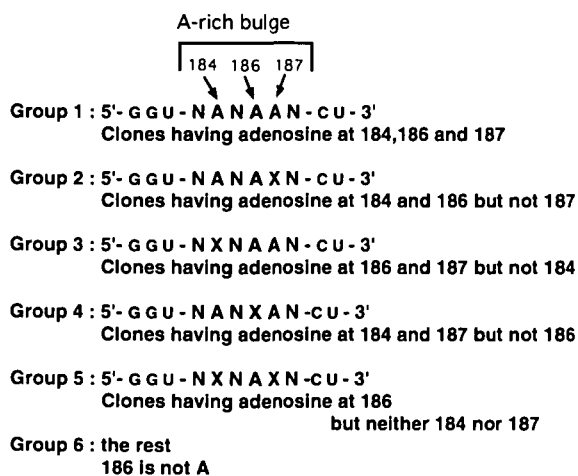 A-rich bulge
184 186 187
Group 1 : 5'- G G U - N A N A A N - C U - 3'
Clones having adenosine at 184,186 and 187
Group 2 : 5'- G G U - N A N A X N - C U - 3'
Clones having adenosine at 184 and 186 but not 187
Group 3 : 5'- G G U - N X N A A N - C U - 3'
Clones having adenosine at 186 and 187 but not 184
Group 4 : 5'- G G U - N A N X A N -C U - 3'
Clones having adenosine at 184 and 187 but not 186
Group 5 : 5'- G G U - N X N A X N -C U - 3'
Clones having adenosine at 186
but neither 184 nor 187
Group 6 : the rest
186 is not A